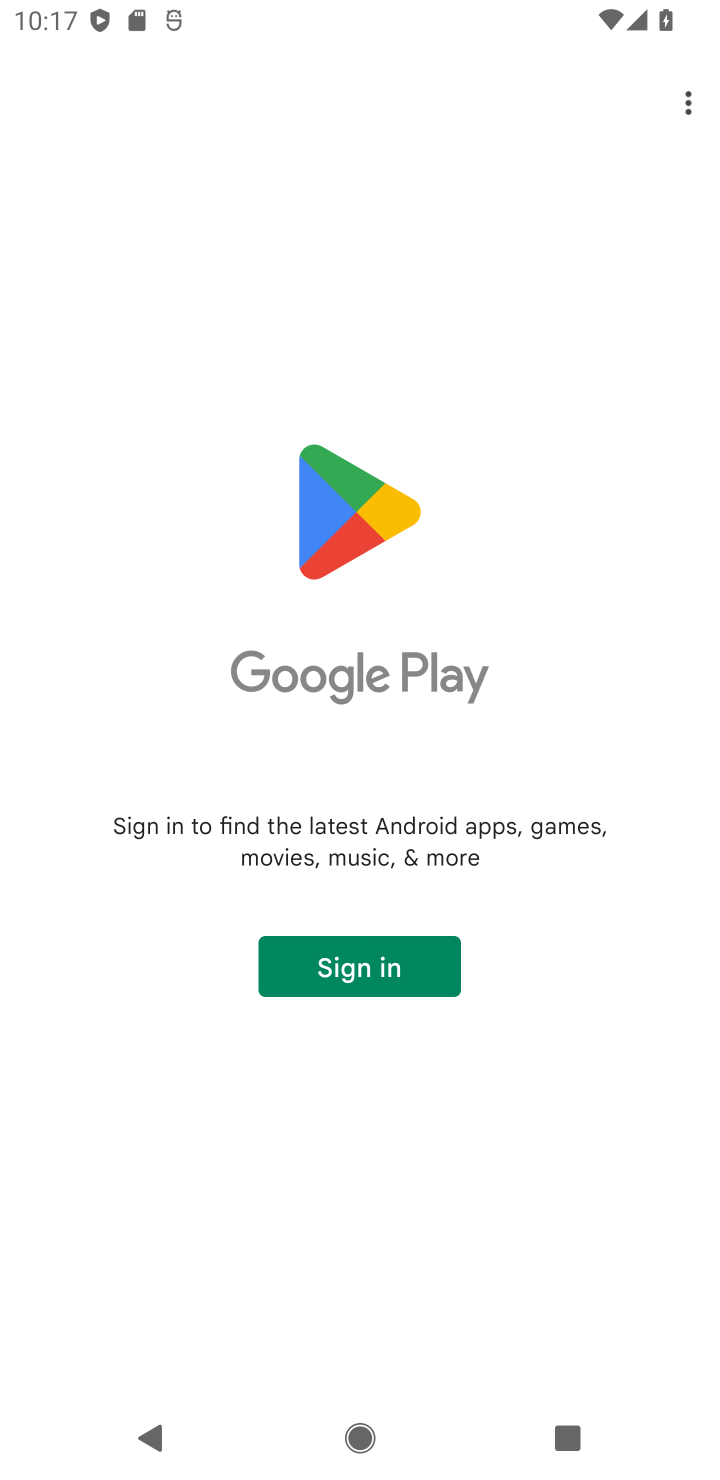 10:17
Google Play
Sign in to find the latest Android apps, games,
movies, music, & more
Sign in